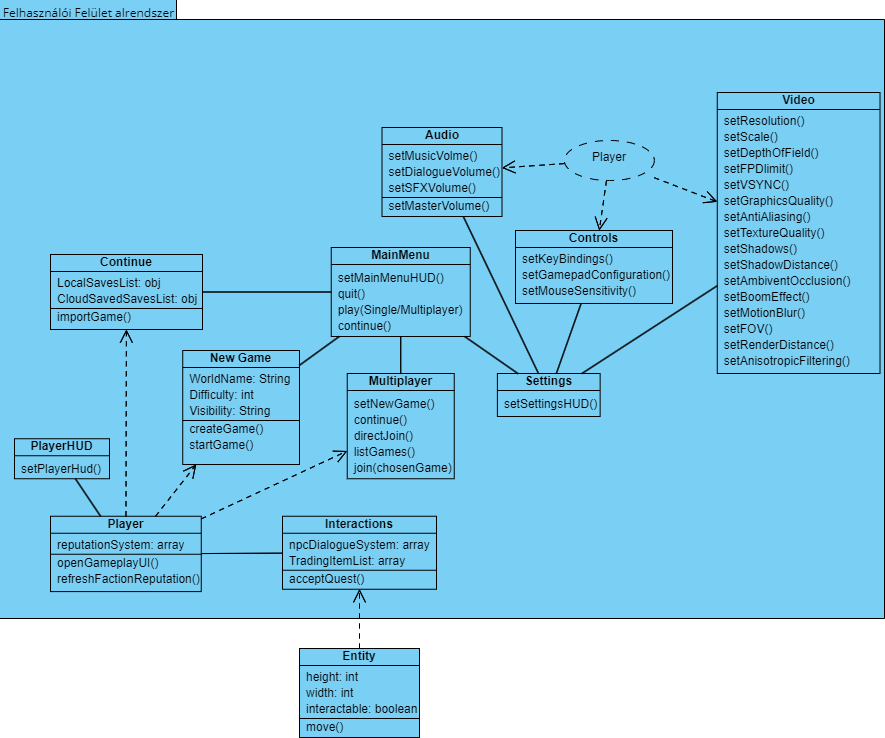 Felhasználói Felület alrendszer
Video
setResolution()
setScale()
setDepthOfField()
setFPDlimit()
setVSYNC()
setGraphicsQuality()
setAntiAliasing()
setTextureQuality()
setShadows()
setShadowDistance()
setAmbiventOcclusion()
setBoomEffect()
setMotionBlur()
setFOV()
setRenderDistance()
setAnisotropicFiltering()
Audio
setMusicVolme()
setDialogueVolume()
setSFXVolume()
setMasterVolume()
Player
Controls
setKeyBindings()
setGamepadConfiguration()
setMouseSensitivity()
Continue
LocalSavesList: obj
CloudSavedSavesList: obj
importGame()
MainMenu
setMainMenuHUD()
quit()
play(Single/Multiplayer)
continue()
New Game
WorldName: String
Difficulty: int
Visibility: String
createGame()
startGame()
Multiplayer
setNewGame()
continue()
directJoin()
listGames()
join(chosenGame)
Settings
setSettingsHUD()
PlayerHUD
setPlayerHud()
Player
reputationSystem: array
openGameplayUI()
refreshFactionReputation()
Interactions
npcDialogueSystem: array
TradingItemList: array
acceptQuest()
Entity
height: int
width: int
interactable: boolean
move()